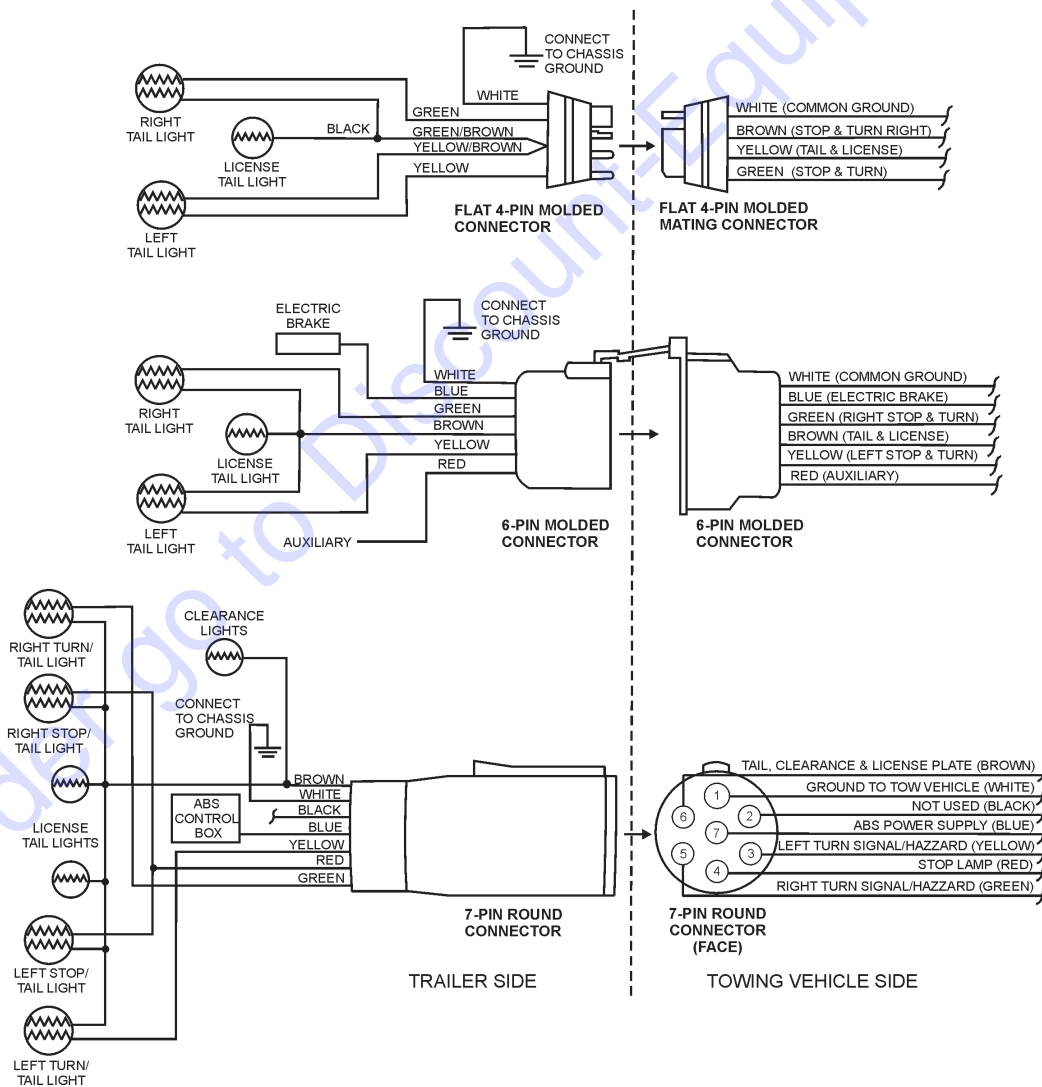 CONNECT
TO CHASSIS
GROUND
WHITE
GREEN
BLACK
GREEN/BROWN
YELLOW/BROWN
YELLOW
RIGHT
TAIL LIGHT
LICENSE
TAIL LIGHT
LEFT
TAIL LIGHT
FLAT 4-PIN MOLDED
CONNECTOR
WHITE (COMMON GROUND)
BROWN (STOP & TURN RIGHT)
YELLOW (TAIL & LICENSE)
GREEN (STOP & TURN)
FLAT 4-PIN MOLDED
MATING CONNECTOR
ELECTRIC
BRAKE
CONNECT
TO CHASSIS
GROUND
WHITE
BLUE
GREEN
BROWN
YELLOW
RED
RIGHT
TAIL LIGHT
LICENSE
TAIL LIGHT
LEFT
TAIL LIGHT
AUXILIARY
6-PIN MOLDED
CONNECTOR
WHITE (COMMON GROUND)
BLUE (ELECTRIC BRAKE)
GREEN (RIGHT STOP & TURN)
BROWN (TAIL & LICENSE)
YELLOW (LEFT STOP & TURN)
RED (AUXILIARY)
6-PIN MOLDED
CONNECTOR
RIGHT TURN/
TAIL LIGHT
CLEARANCE
LIGHTS
RIGHT STOP/
TAIL LIGHT
CONNECT
TO CHASSIS
GROUND
LICENSE
TAIL LIGHTS
ABS
CONTROL
BOX
BROWN
WHITE
BLACK
BLUE
YELLOW
RED
GREEN
LEFT STOP/
TAIL LIGHT
LEFT TURN/
TAIL LIGHT
7-PIN ROUND
CONNECTOR
TAIL, CLEARANCE & LICENSE PLATE (BROWN)
GROUND TO TOW VEHICLE (WHITE)
NOT USED (BLACK)
ABS POWER SUPPLY (BLUE)
LEFT TURN SIGNAL/HAZZARD (YELLOW)
STOP LAMP (RED)
RIGHT TURN SIGNAL/HAZZARD (GREEN)
1
6
2
7
5
3
4
7-PIN ROUND
CONNECTOR
(FACE)
TRAILER SIDE
TOWING VEHICLE SIDE
der go to Discount-Equip